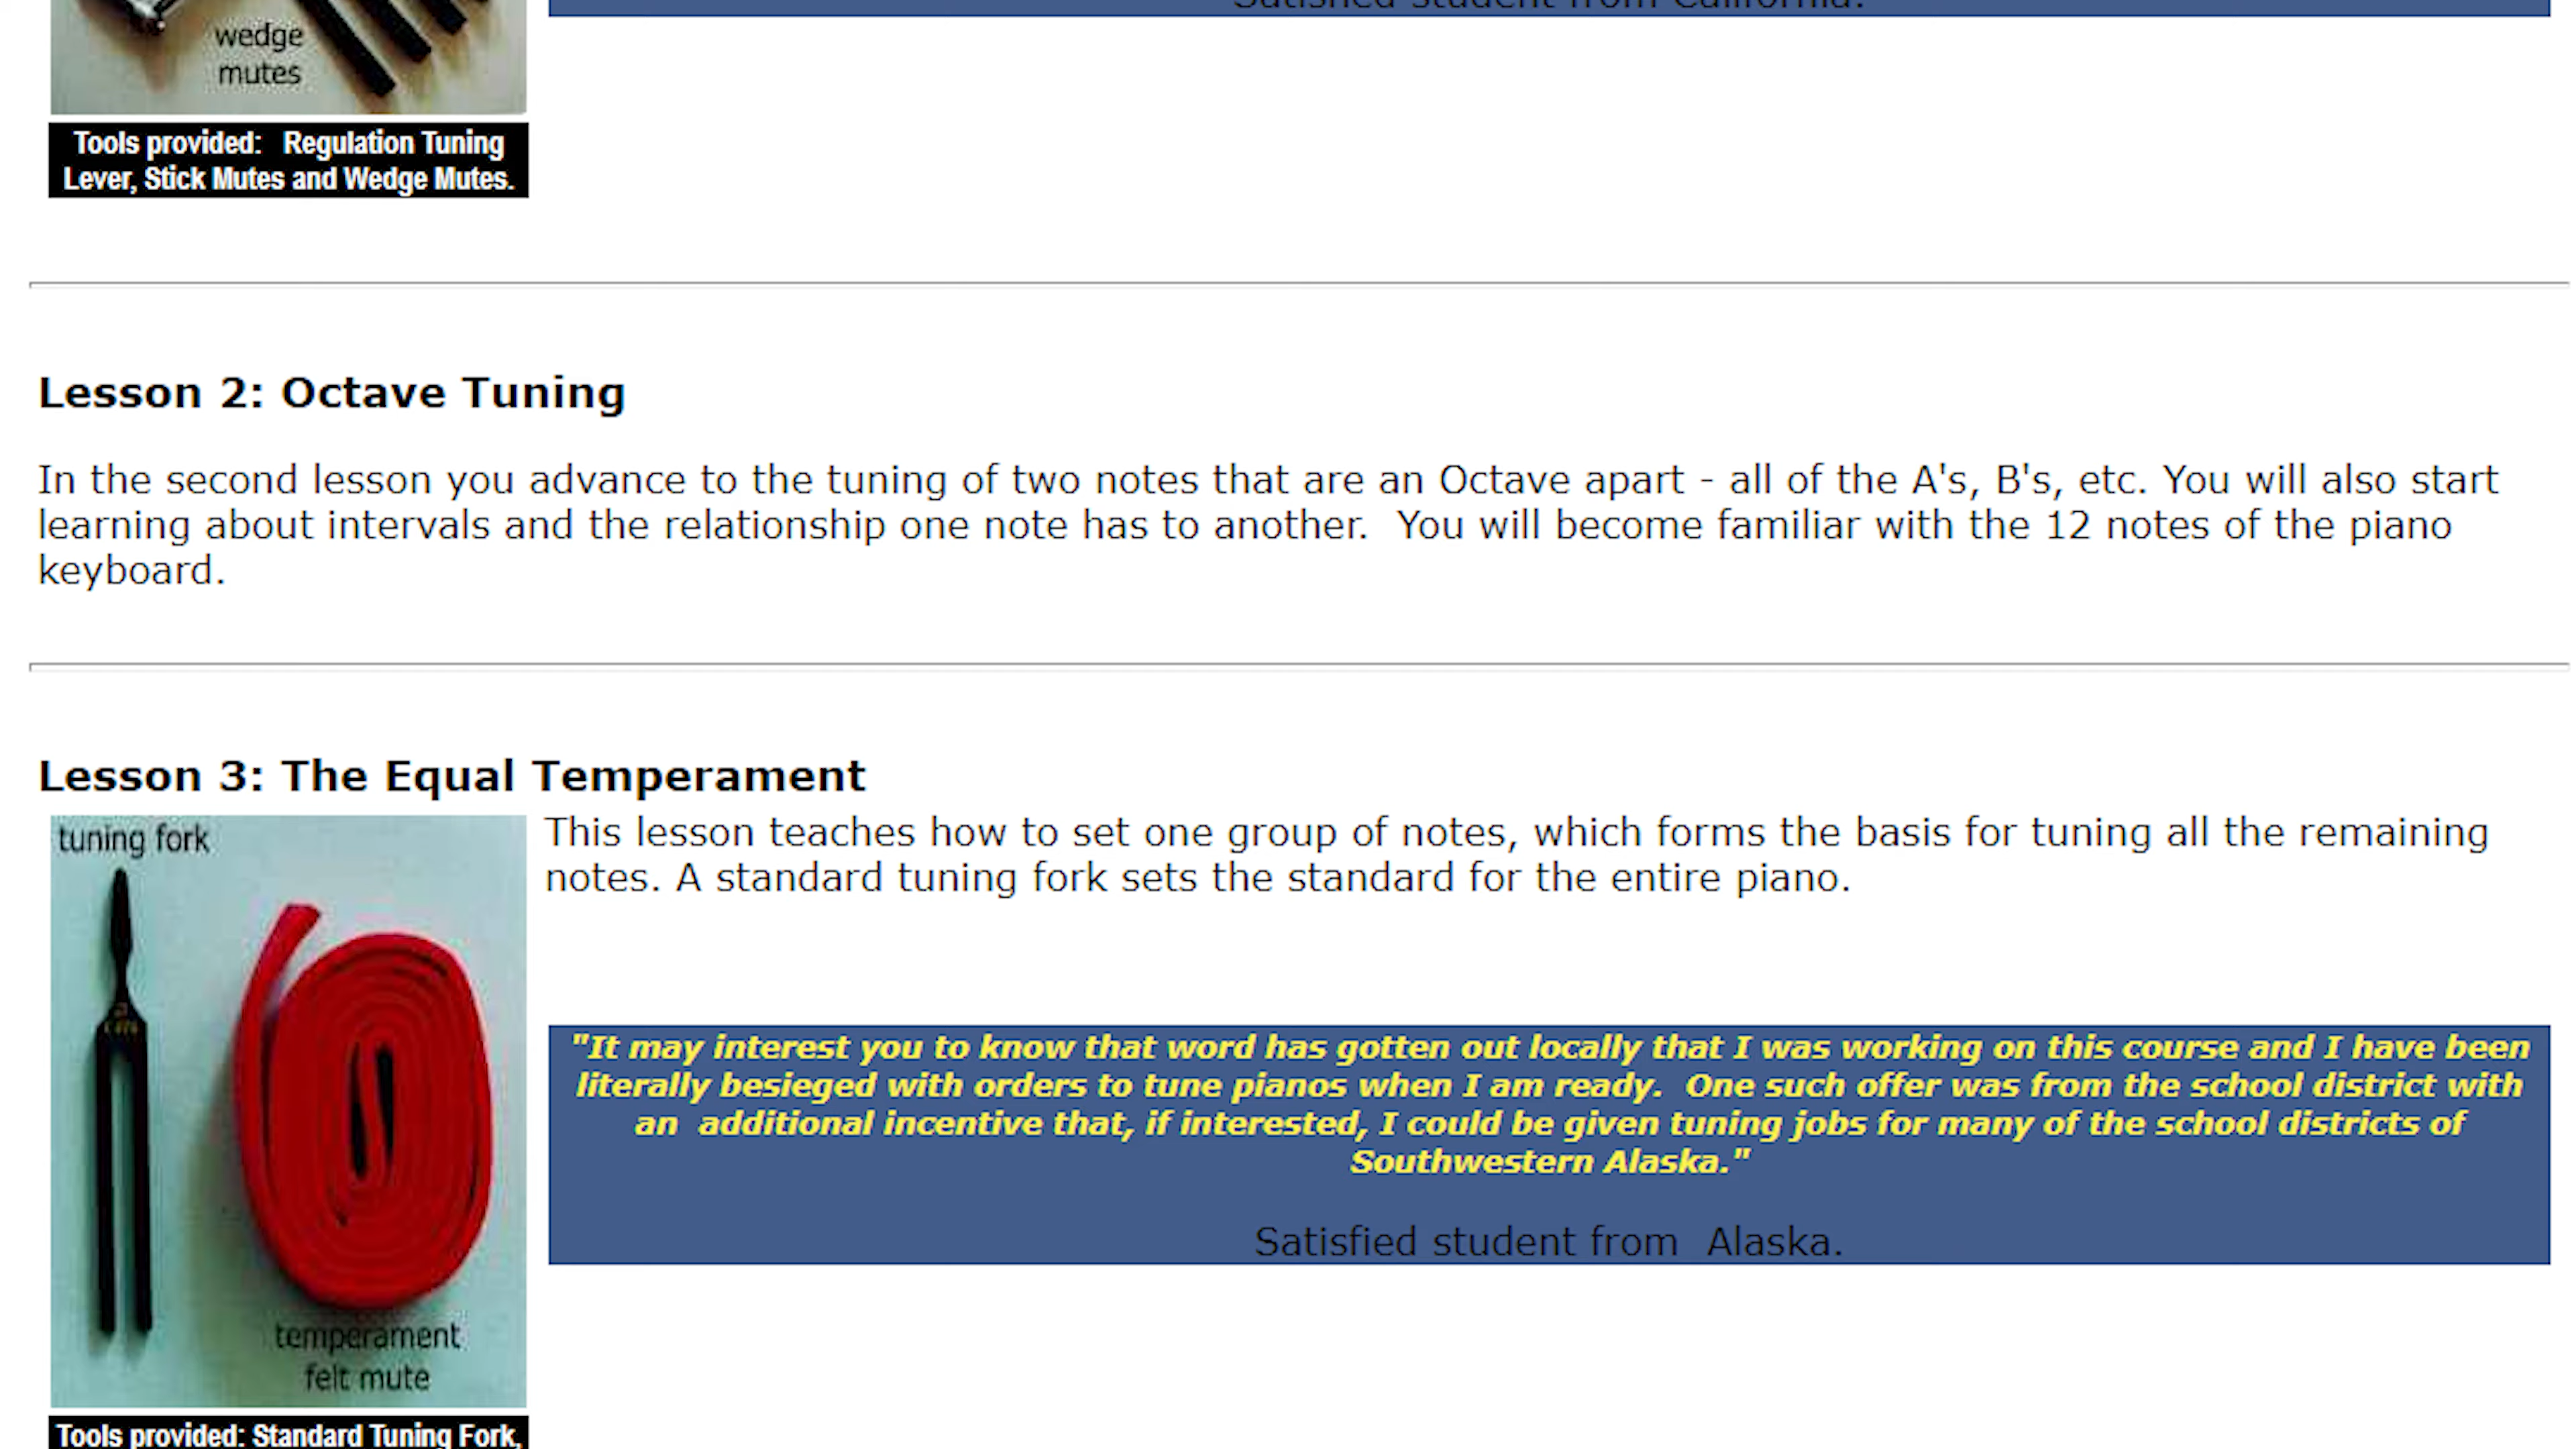 Satisfied student from California.
wedge
mutes
Tools provided:   Regulation Tuning
Lever, Stick Mutes and Wedge Mutes.
Lesson 2: Octave Tuning
In the second lesson you advance to the tuning of two notes that are an Octave apart - all of the A's, B's, etc. You will also start
learning about intervals and the relationship one note has to another.  You will become familiar with the 12 notes of the piano
keyboard.
Lesson 3: The Equal Temperament
tuning fork
This lesson teaches how to set one group of notes, which forms the basis for tuning all the remaining
notes. A standard tuning fork sets the standard for the entire piano.
"It may interest you to know that word has gotten out locally that I was working on this course and I have been
literally besieged with orders to tune pianos when I am ready.  One such offer was from the school district with
an  additional incentive that, if interested, I could be given tuning jobs for many of the school districts of
Southwestern Alaska."
Satisfied student from  Alaska.
temperament
felt mute
Tools provided: Standard Tuning Fork,